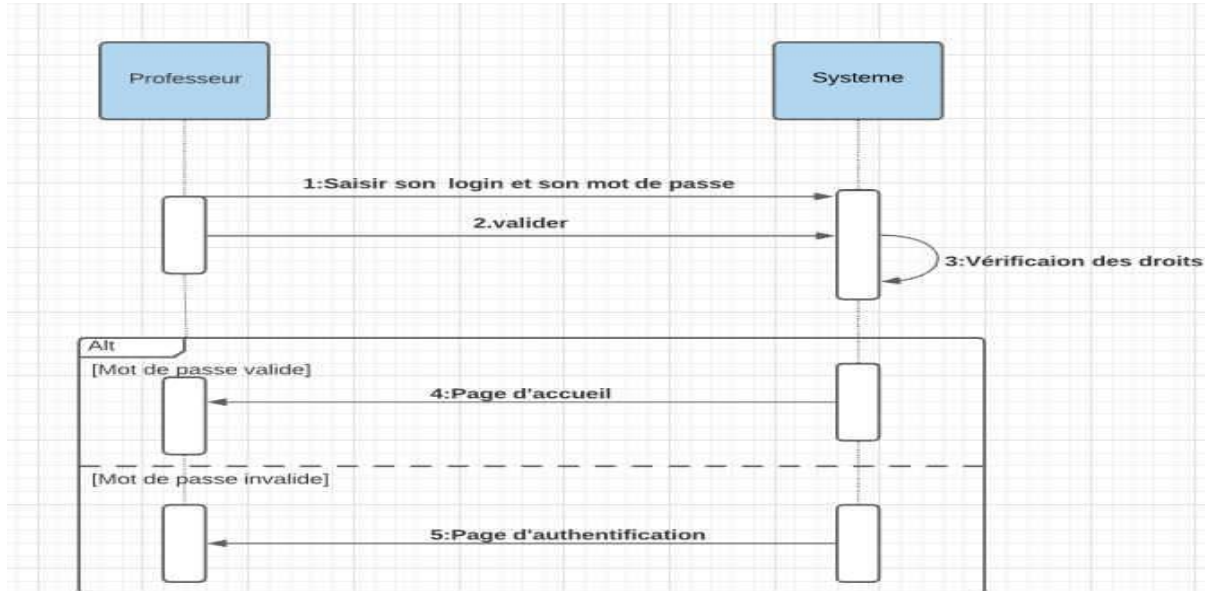 Professeur
Systeme
1:Saisir son login et son mot de passe
2.valider
3:Vérificaion des droits
Alt
[Mot de passe valide]
4:Page d'accueil
[Mot de passe invalide]
5:Page d'authentification